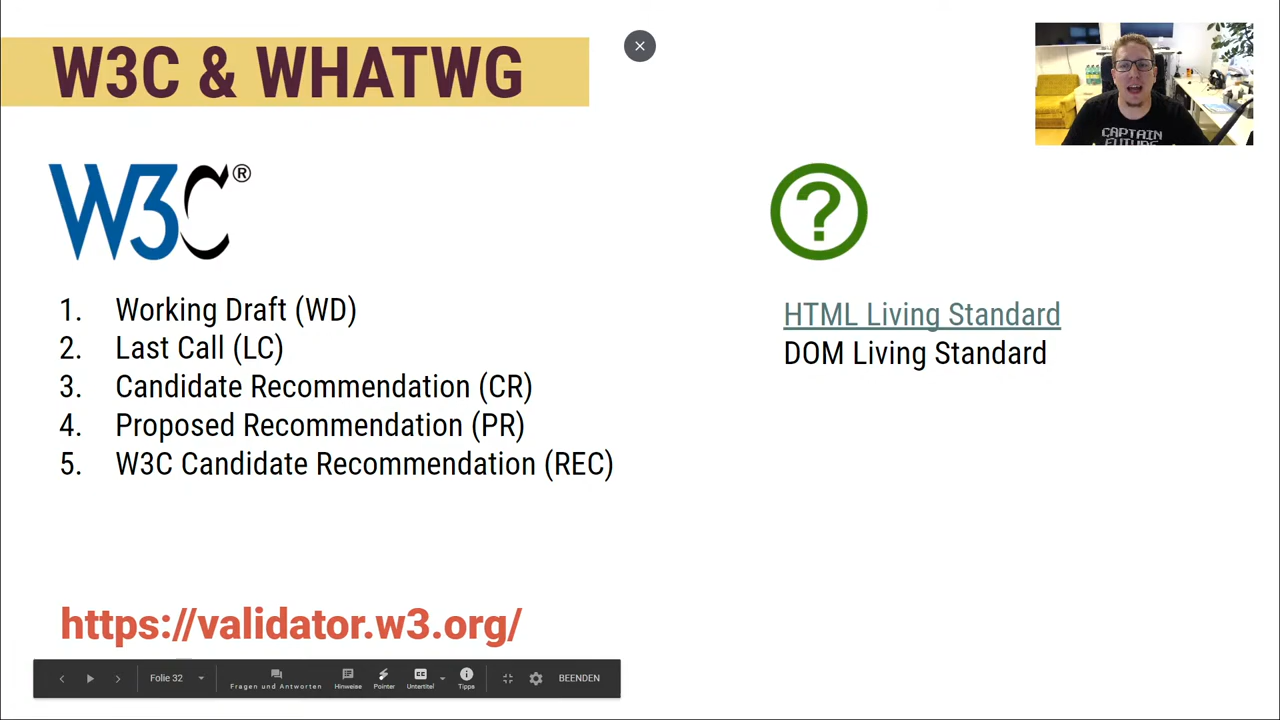 W3C & WHATWG
W3C®
?
1. Working Draft (WD)
2. Last Call (LC)
3. Candidate Recommendation (CR)
4. Proposed Recommendation (PR)
5. W3C Candidate Recommendation (REC)
HTML Living Standard
DOM Living Standard
CAPTAIN
FUTURE
https://validator.w3.org/
Folie 32
Fragen und Antworten
Hinweise
Pointer
CC
Untertitel
Tipps
BEENDEN